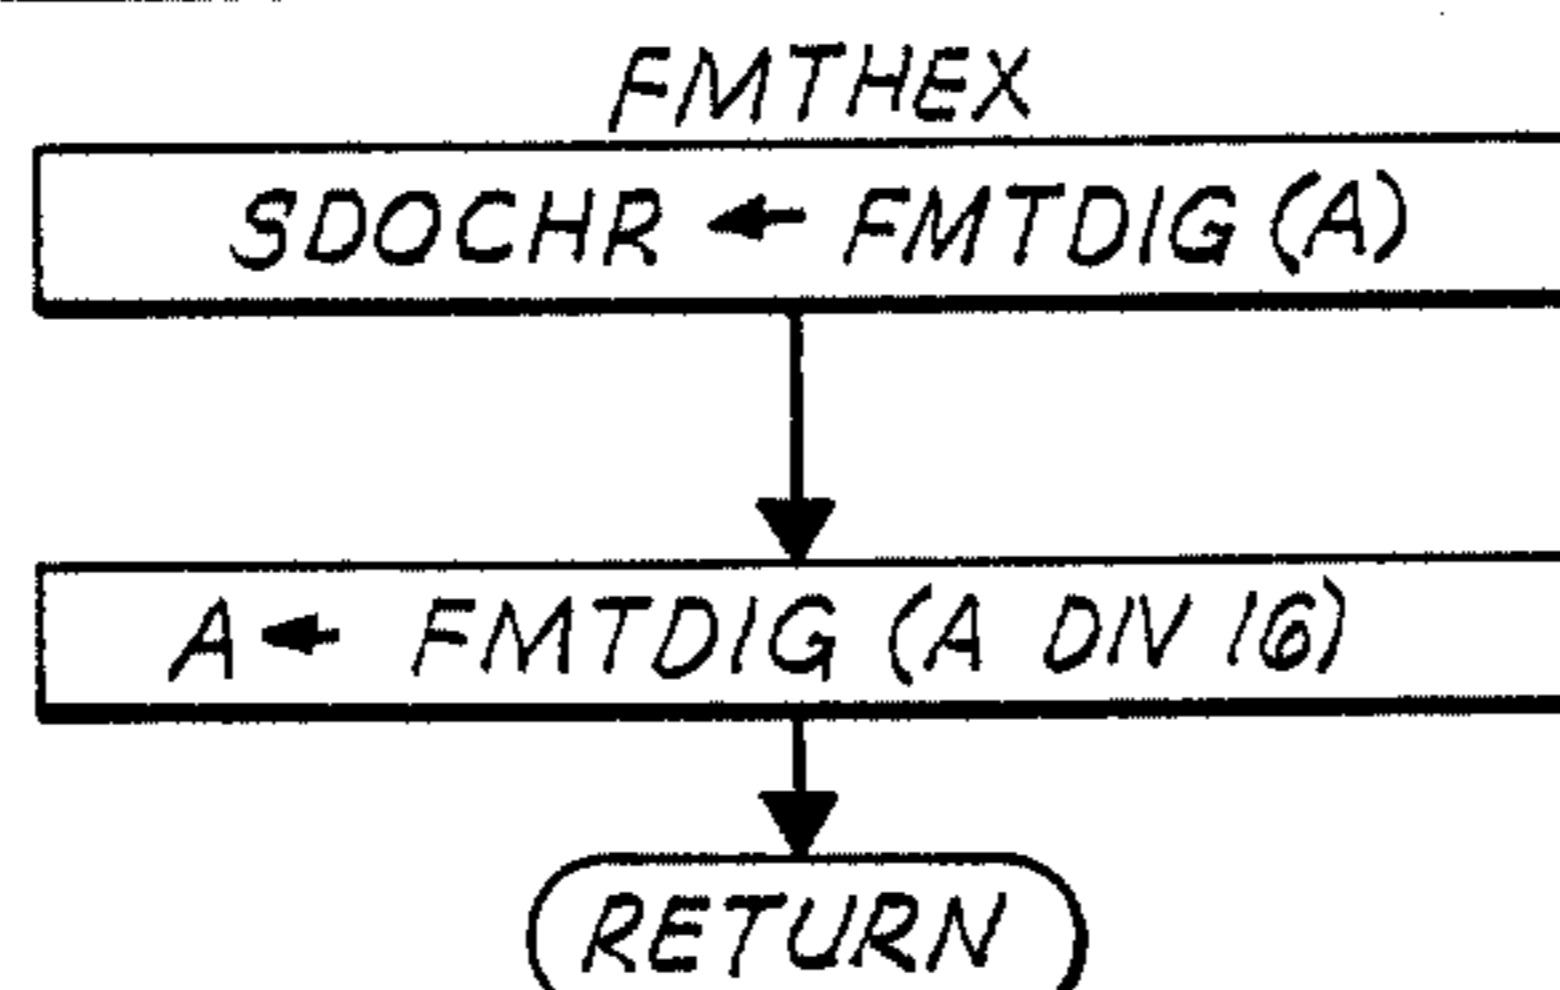 FMTHEX
SDOCHR ← FMTDIG (A)
A ← FMTDIG (A DIV 16)
RETURN